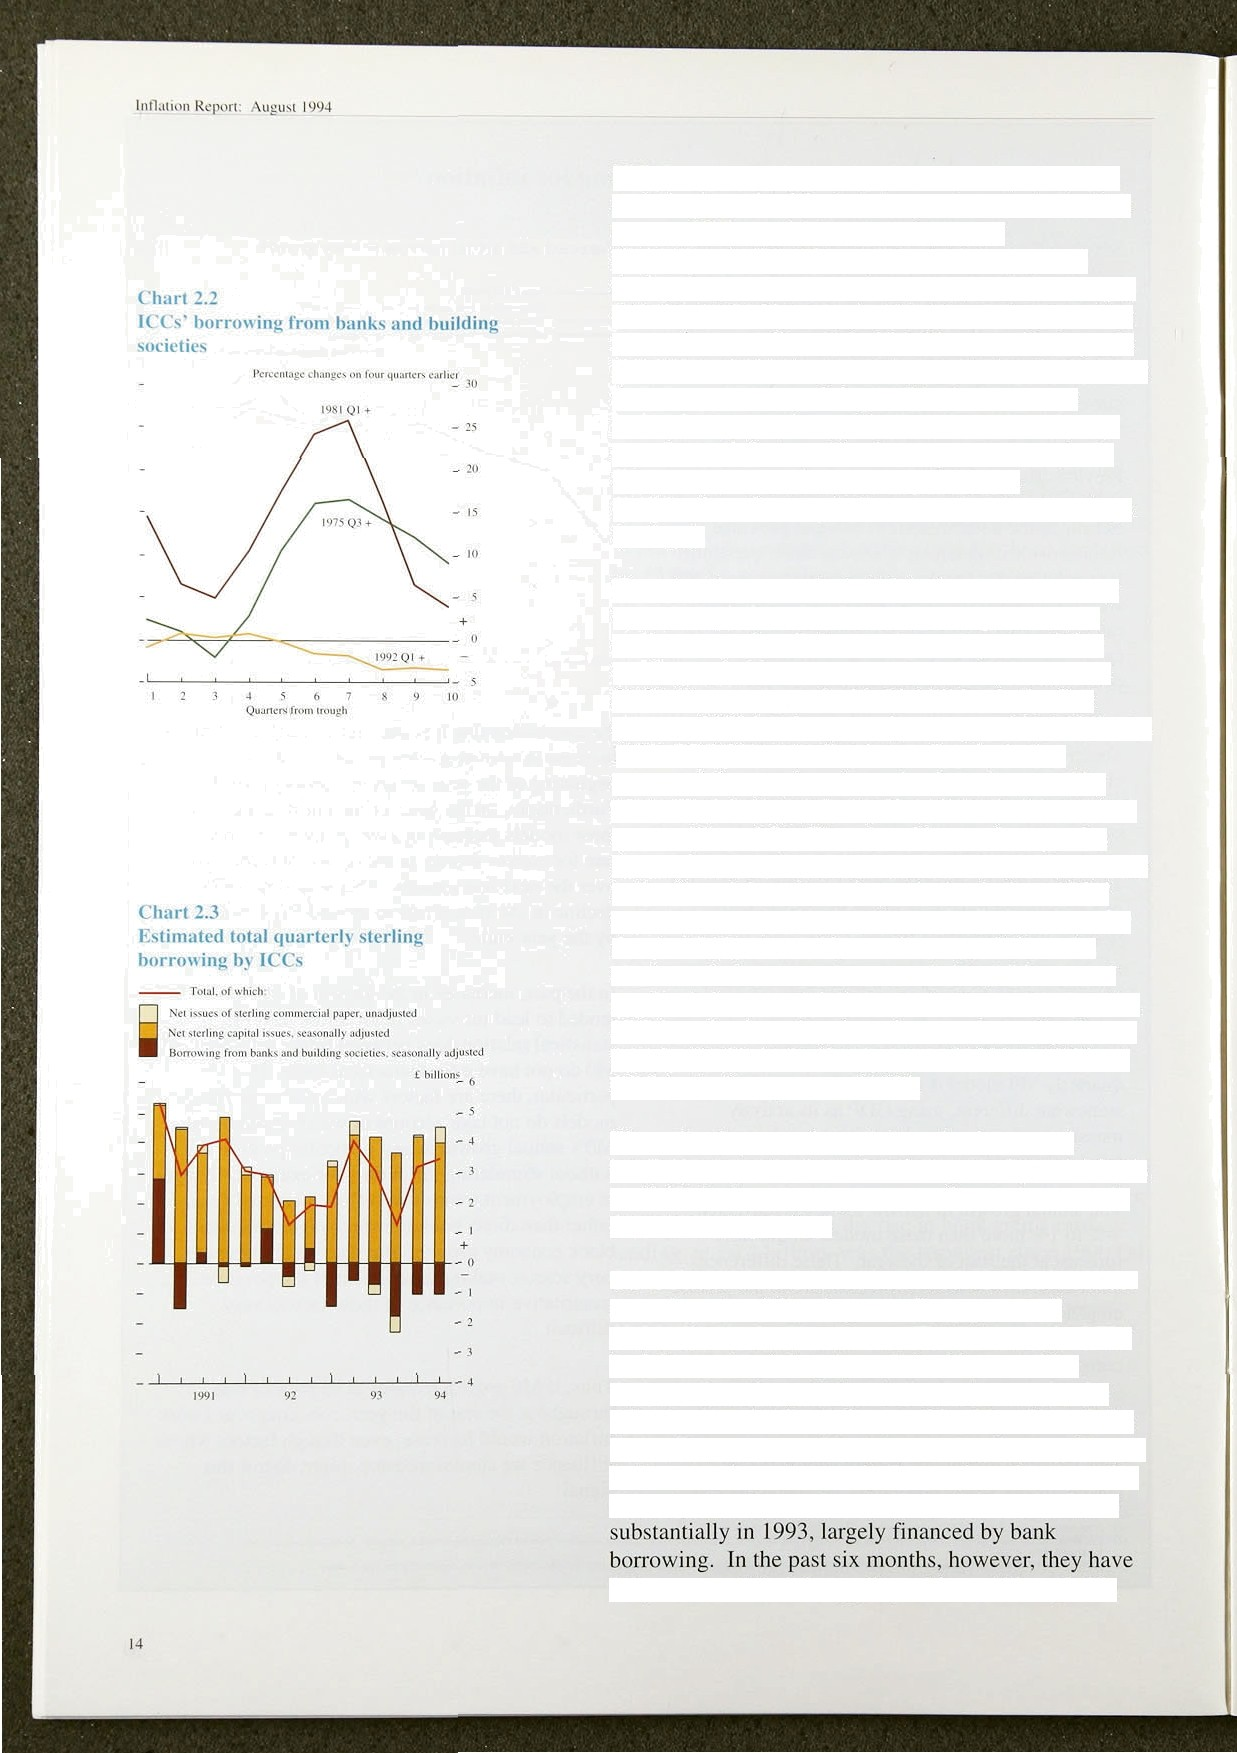 Inflation Report: August 1994
Chart 2.2
ICCs' borrowing from banks and building
societies
Percentage changes on four quarters earlier
30
1981 Q1 +
25
20
15
1975 Q3 +
10
5
+
0
1992 Q1 +
–
5
1 2 3 4 5 6 7 8 9 10
Quarters from trough
Chart 2.3
Estimated total quarterly sterling
borrowing by ICCs
Total, of which:
Net issues of sterling commercial paper, unadjusted
Net sterling capital issues, seasonally adjusted
Borrowing from banks and building societies, seasonally adjusted
£ billions
6
5
4
3
2
1
+
0
–
1
2
3
4
1991 92 93 94
substantially in 1993, largely financed by bank
borrowing. In the past six months, however, they have
14